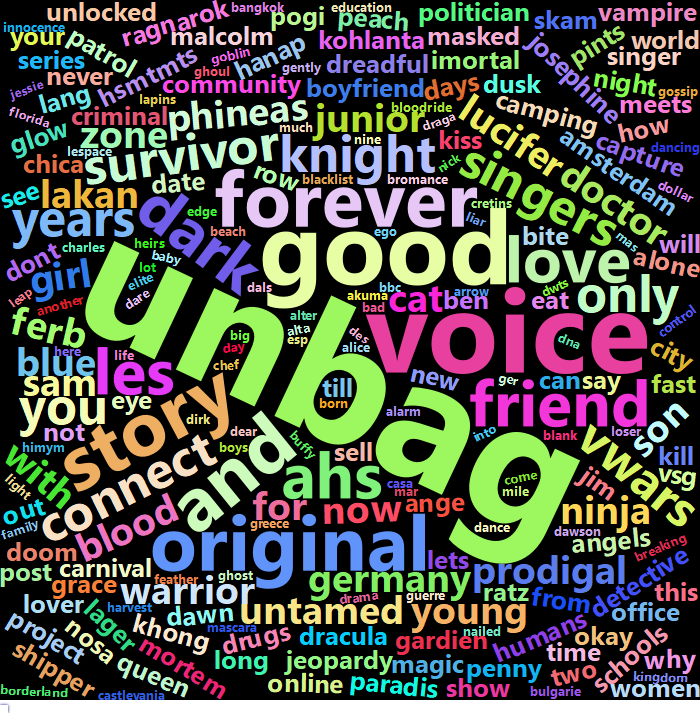 unlocked
bangkok
education
innocence
ragnarok
pogi
peach
politician
skam
vampire
your
patrol
malcolm
hanap
kohlanta
masked
josephine
pints
world
series
goblin
singer
never
hsmtmts
ghoul
gently
dreadful
imortal
jessie
lang
lapins
community
boyfriend
days
dusk
night
gossip
florida
criminal
phineas
junior
bloodride
lucifer
camping
meets
glow
zone
much
nine
draga
how
chica
lespace
survivor
knight
kiss
nick
singers
amsterdam
capture
dancing
see
lakan
date
row
blacklist
bromance
cretins
doctor
dollar
years
edge
forever
liar
mas
will
dont
charles
heirs
beach
ego
good
bite
love
alone
girl
baby
dark
lot
elite
dals
bbc
akuma
arrow
dwts
only
leap
another
dare
unbag
bad
cat
ben
eat
control
ferb
big
alter
alta
esp
des
voice
dna
city
here
day
alice
blue
life
les
chef
new
ger
can
say
fast
sam
eye
till
born
friend
son
you
story
dirk
alarm
loser
not
himym
dear
boys
buffy
into
blank
vwars
kill
with
connect
and
sell
ahs
casa
come
jim
vsg
light
out
mar
mile
family
blood
for
now
ange
ninja
greece
original
dance
dawson
angels
doom
breaking
post
carnival
lets
grace
feather
ghost
germany
prodigal
detective
lover
harvest
warrior
drama
guerre
ratz
from
this
lager
untamed
young
office
project
nosa
khong
dawn
mascara
drugs
dracula
gardien
nailed
humans
okay
shipper
queen
mortem
long
jeopardy
magic
penny
time
schools
why
two
kingdom
borderland
castlevania
online
paradis
show
bulgarie
women